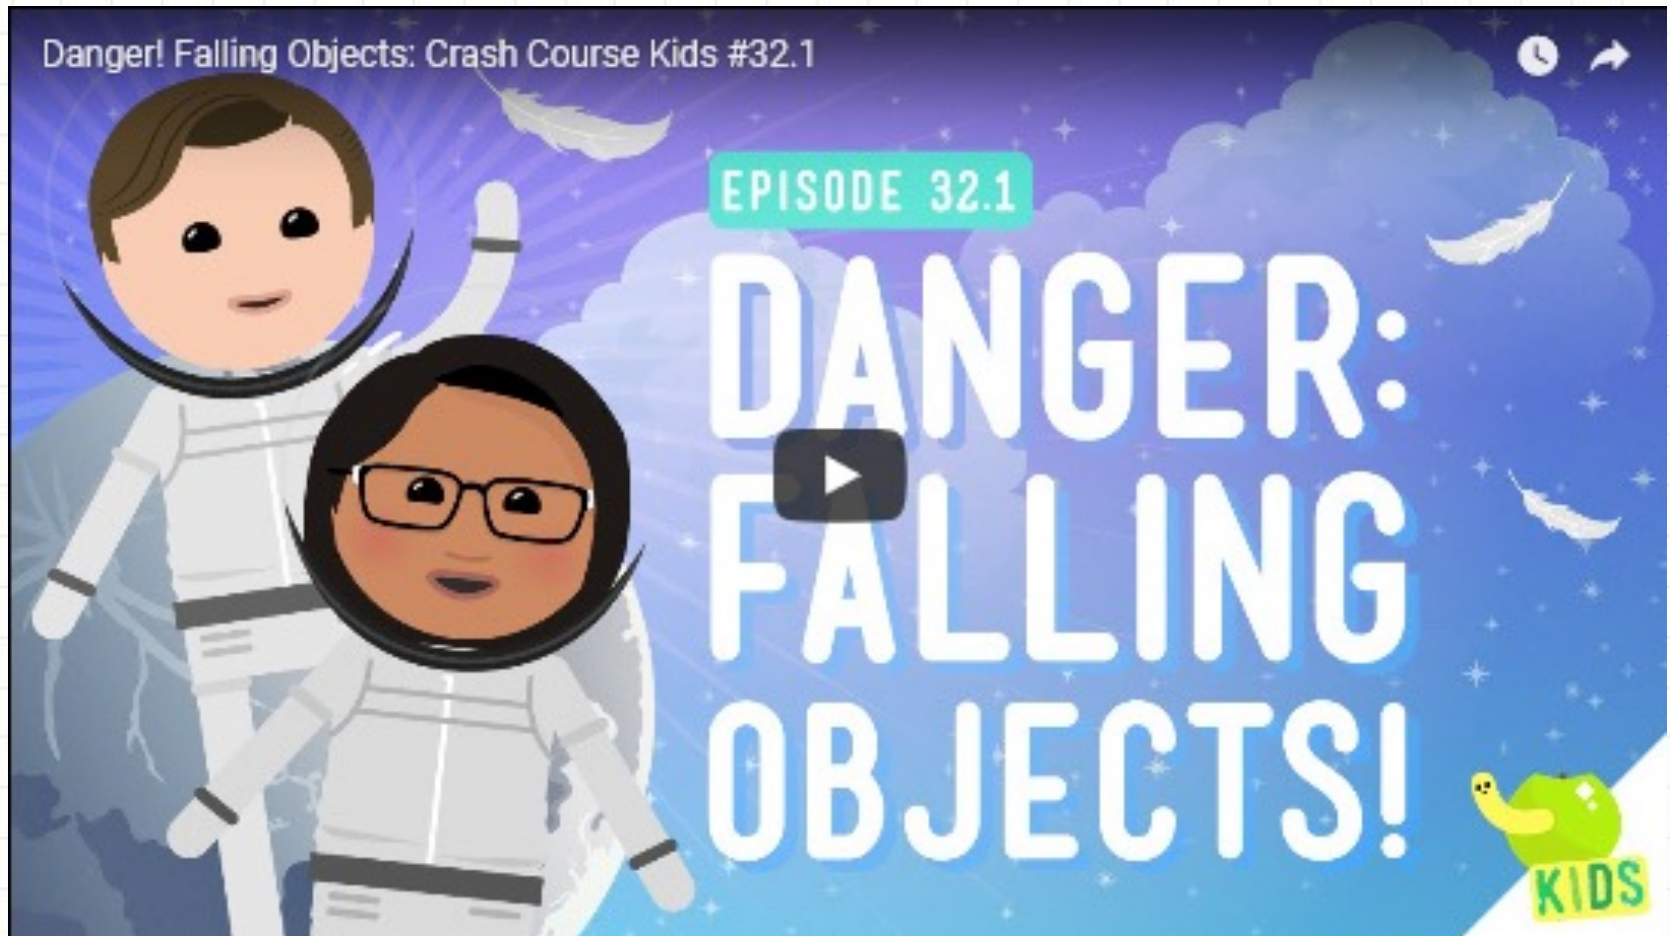 Danger! Falling Objects: Crash Course Kids #32.1
EPISODE 32.1
DANGER:
FALLING
OBJECTS!
KIDS